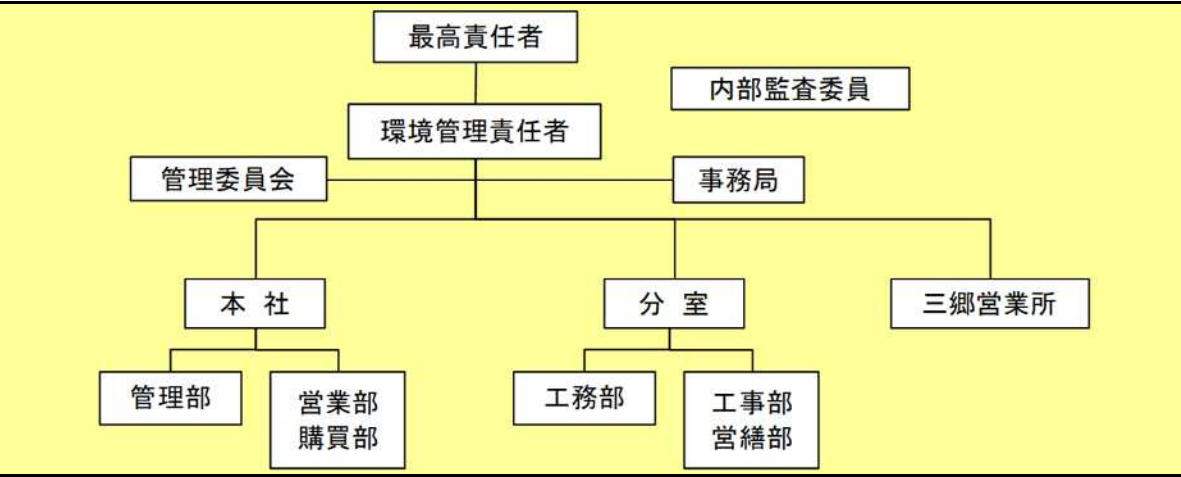 最高責任者
内部監査委員
環境管理責任者
管理委員会
事務局
本 社
分 室
三郷営業所
管理部
営業部
購買部
工務部
工事部
営繕部